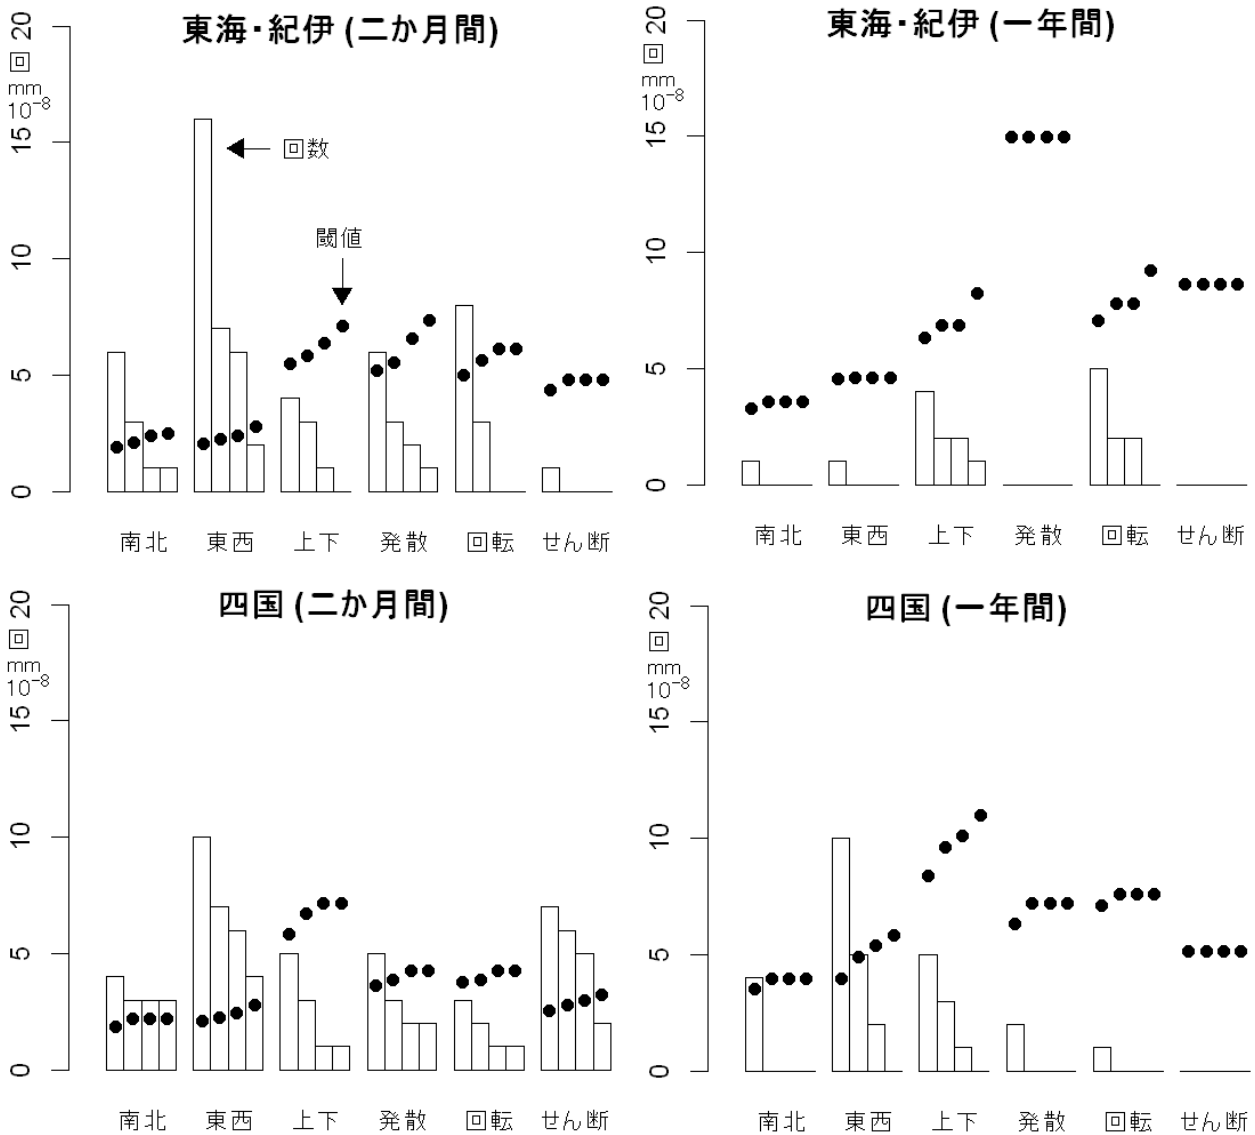 東海・紀伊 (二か月間)
20
回
mm
10⁻⁸
15
10
5
0
回数
閾値
南北 東西 上下 発散 回転 せん断
東海・紀伊 (一年間)
20
回
mm
10⁻⁸
15
10
5
0
南北 東西 上下 発散 回転 せん断
四国 (二か月間)
20
回
mm
10⁻⁸
15
10
5
0
南北 東西 上下 発散 回転 せん断
四国 (一年間)
20
回
mm
10⁻⁸
15
10
5
0
南北 東西 上下 発散 回転 せん断